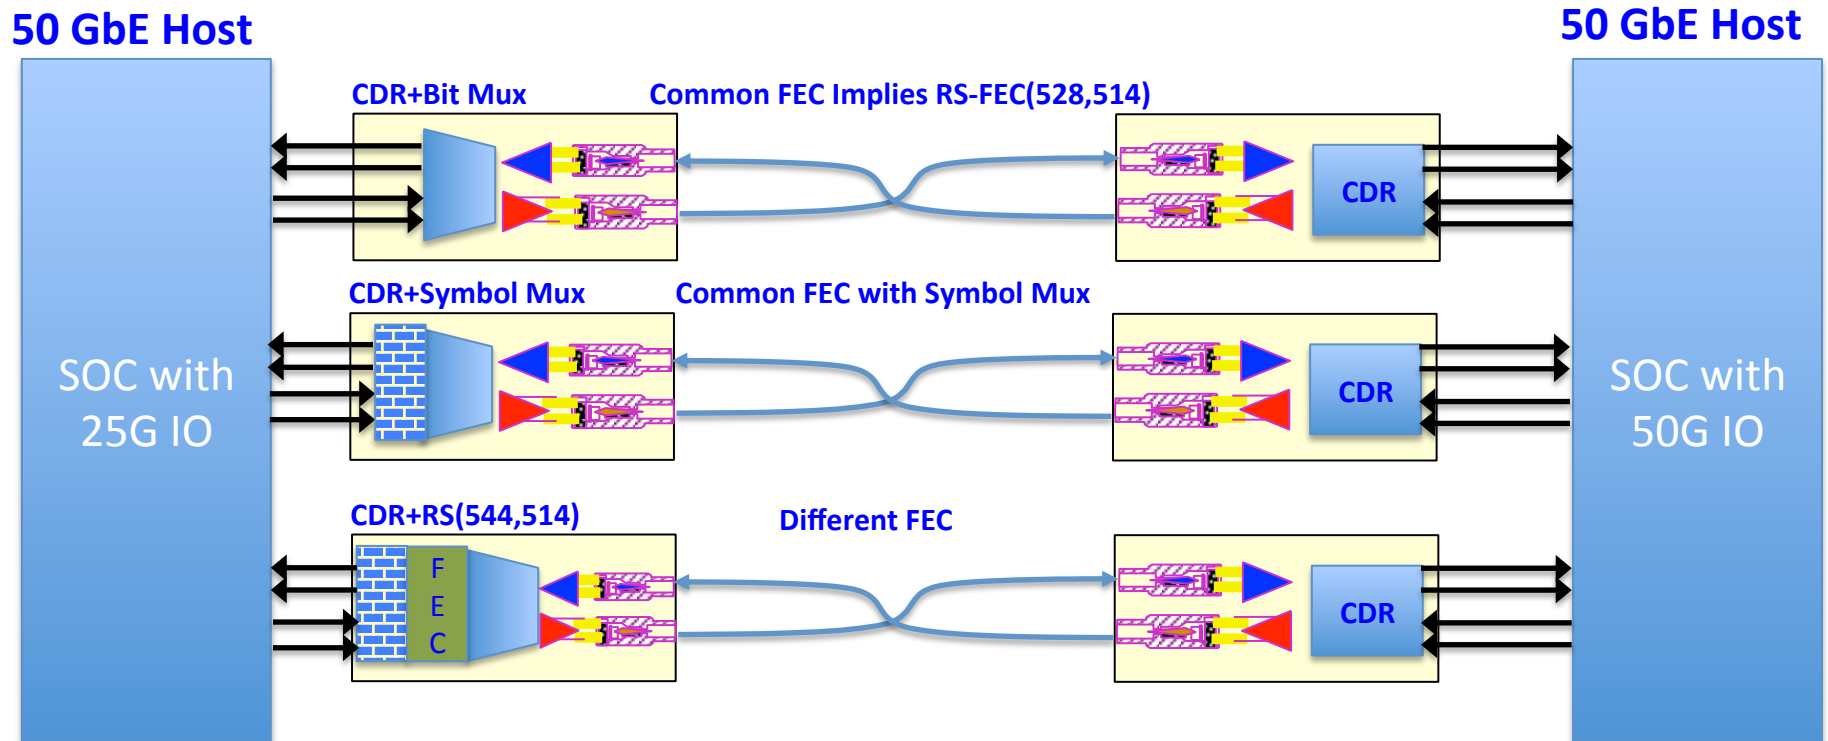 50 GbE Host
50 GbE Host
CDR+Bit Mux
Common FEC Implies RS-FEC(528,514)
CDR
CDR+Symbol Mux
Common FEC with Symbol Mux
CDR
SOC with
25G IO
SOC with
50G IO
CDR+RS(544,514)
Different FEC
F
E
C
CDR